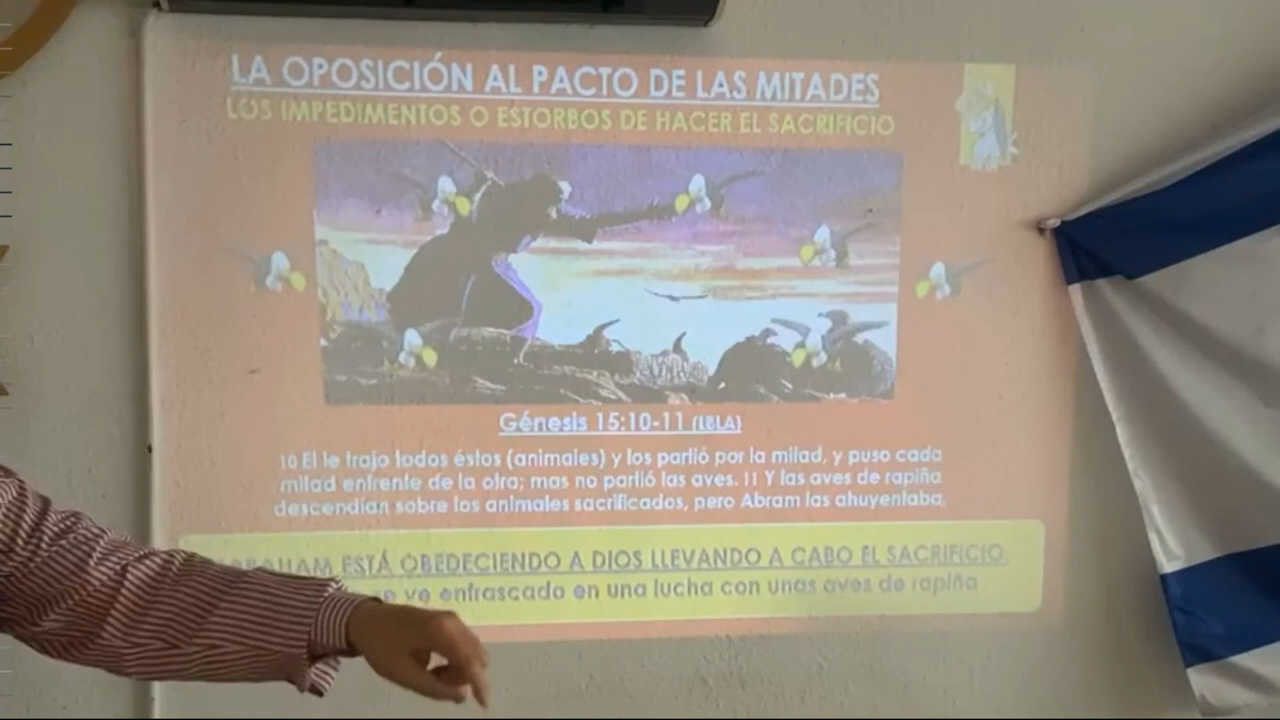 LA OPOSICIÓN AL PACTO DE LAS MITADES
LOS IMPEDIMENTOS O ESTORBOS DE HACER EL SACRIFICIO
Génesis 15:10-11 (LBLA)
10 El le trajo todos éstos (animales) y los partió por la mitad, y puso cada
mitad enfrente de la otra; mas no partió las aves. 11 Y las aves de rapiña
descendían sobre los animales sacrificados, pero Abram las ahuyentaba.
ABRAHAM ESTÁ OBEDECIENDO A DIOS LLEVANDO A CABO EL SACRIFICIO.
se ve enfrascado en una lucha con unas aves de rapiña